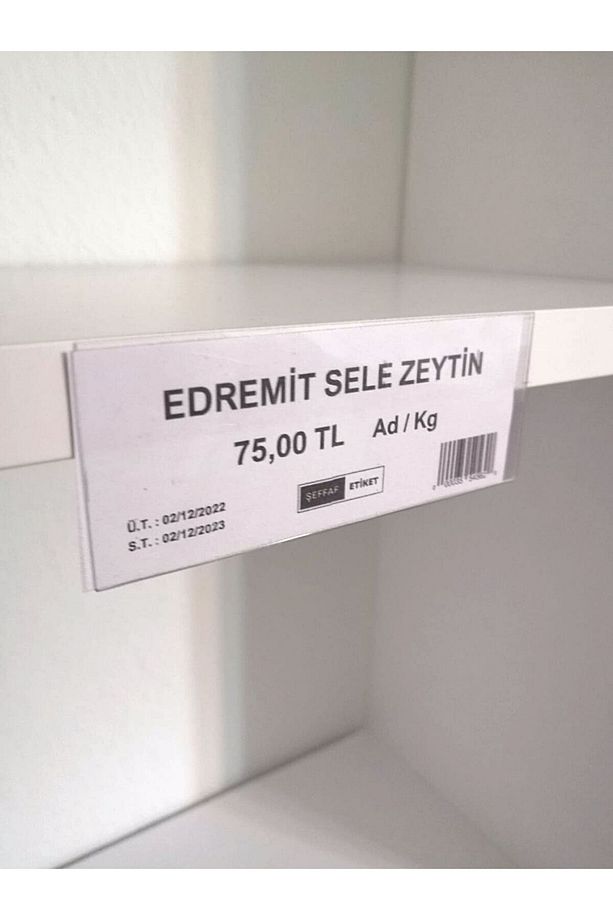 EDREMİT SELE ZEYTİN
75,00 TL Ad / Kg
ŞEFFAF ETİKET
Ü.T. : 02/12/2022
S.T. : 02/12/2023